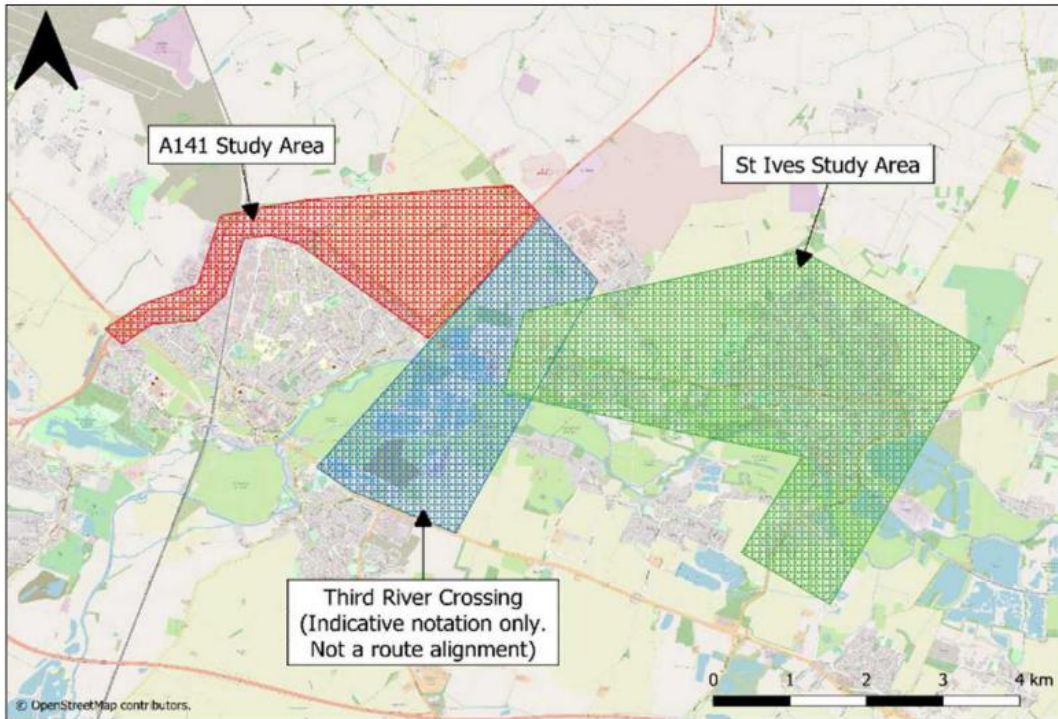 A141 Study Area
St Ives Study Area
Third River Crossing
(Indicative notation only.
Not a route alignment)
0 1 2 3 4 km
© OpenStreetMap contributors.